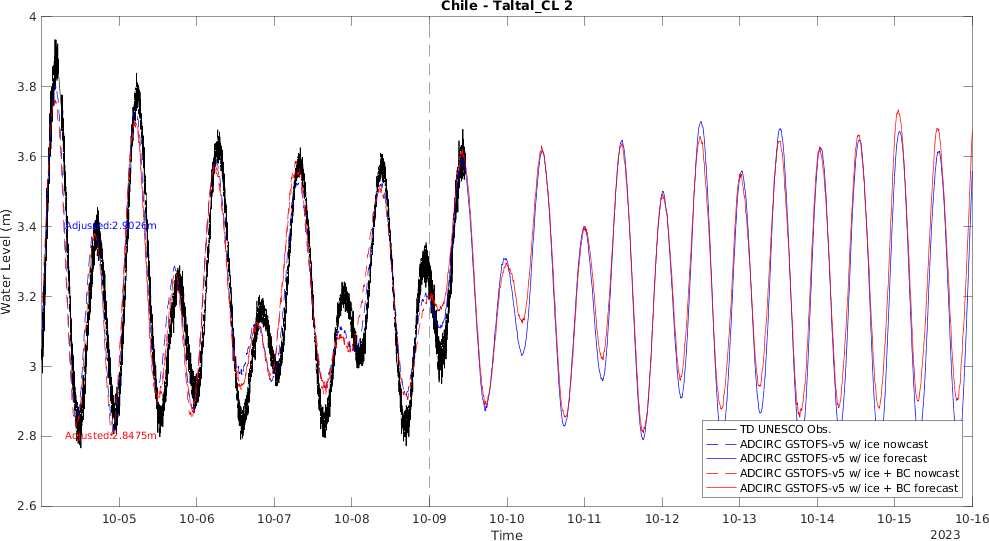 Chile - Taltal_CL 2
Water Level (m)
4
3.8
3.6
3.4
3.2
3
2.8
2.6
Adjusted:2.9026m
Adjusted:2.8475m
TD UNESCO Obs.
ADCIRC GSTOFS-v5 w/ ice nowcast
ADCIRC GSTOFS-v5 w/ ice forecast
ADCIRC GSTOFS-v5 w/ ice + BC nowcast
ADCIRC GSTOFS-v5 w/ ice + BC forecast
10-05 10-06 10-07 10-08 10-09 10-10 10-11 10-12 10-13 10-14 10-15 10-16
Time
2023